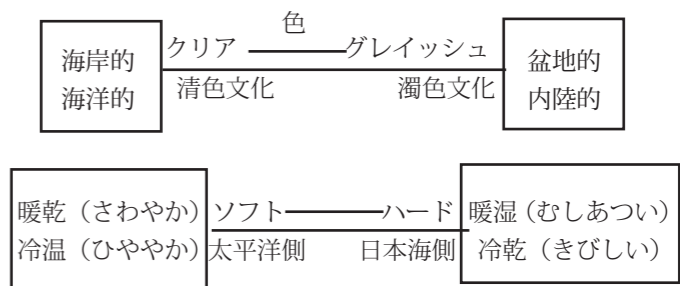 色
海岸的
海洋的
クリア
グレイッシュ
清色文化
濁色文化
盆地的
内陸的
暖乾（さわやか）
冷温（ひややか）
ソフト
ハード
太平洋側
日本海側
暖湿（むしあつい）
冷乾（きびしい）